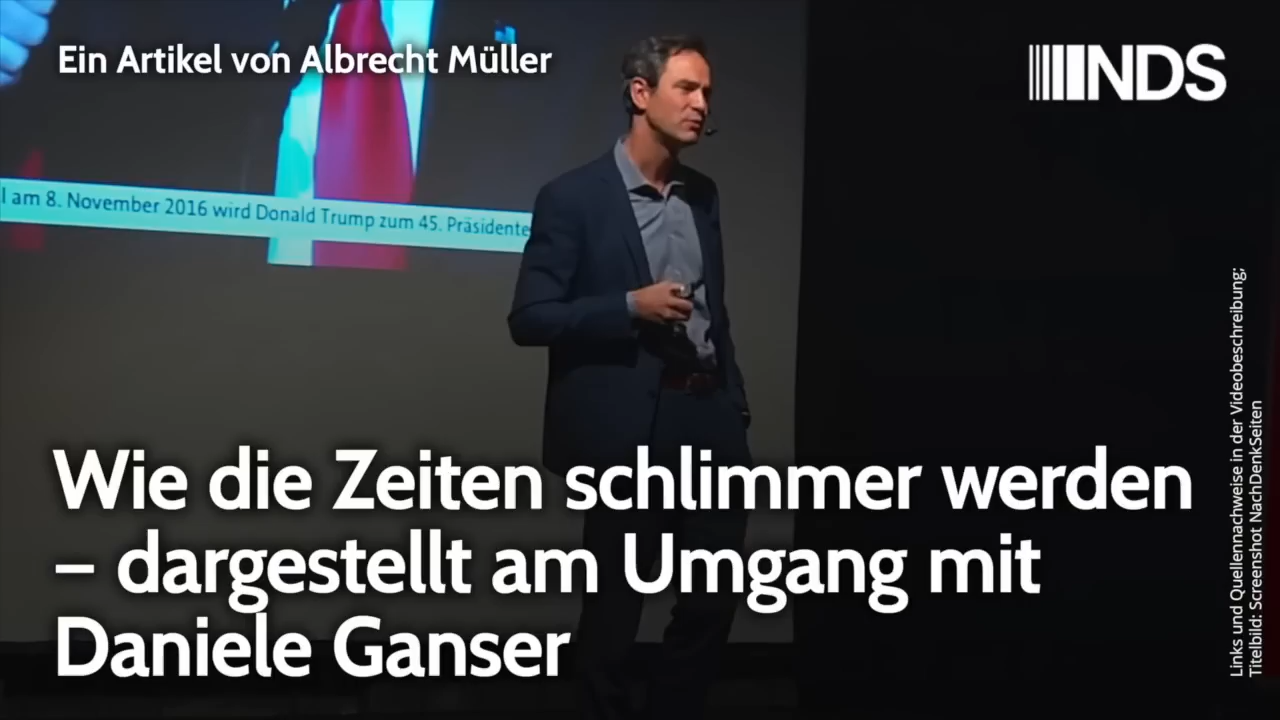 Ein Artikel von Albrecht Müller
NDS
l am 8. November 2016 wird Donald Trump zum 45. Präsidente
Wie die Zeiten schlimmer werden
– dargestellt am Umgang mit
Daniele Ganser
Links und Quellennachweise in der Videobeschreibung;
Titelbild: Screenshot NachDenkSeiten